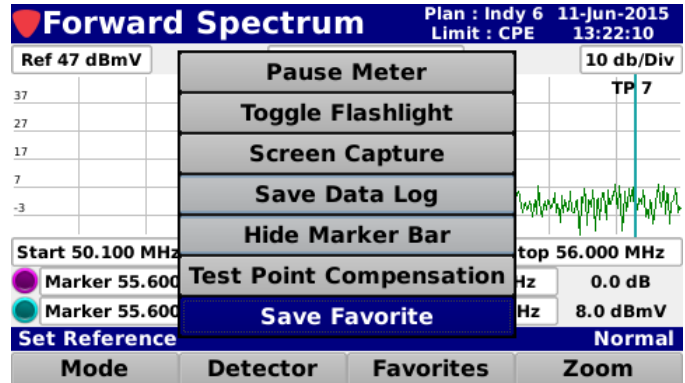 Forward Spectrum
Plan : Indy 6 11-Jun-2015
Limit : CPE 13:22:10
Ref 47 dBmV
10 db/Div
Pause Meter
TP 7
37
Toggle Flashlight
27
Screen Capture
17
7
Save Data Log
-3
Hide Marker Bar
Start 50.100 MHz
top 56.000 MHz
Test Point Compensation
Marker 55.600
Hz 0.0 dB
Marker 55.600
Save Favorite
Hz 8.0 dBmV
Set Reference Normal
Mode Detector Favorites Zoom